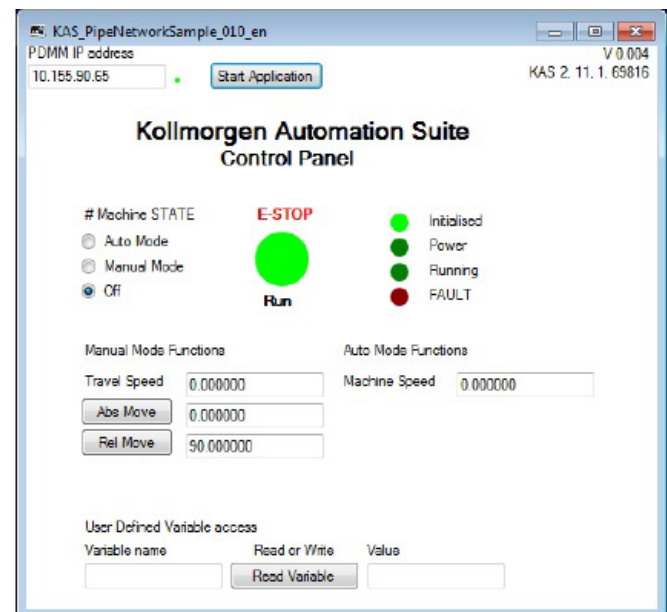 KAS_PipeNetworkSample_010_en
PDMM IP address
V 0.004
10.155.90.65
Start Application
KAS 2. 11. 1. 69816
Kollmorgen Automation Suite
Control Panel
# Machine STATE
E-STOP
Initialised
Auto Mode
Power
Manual Mode
Running
Off
Run
FAULT
Manual Mode Functions
Auto Mode Functions
Travel Speed 0.000000
Machine Speed 0.000000
Abs Move 0.000000
Rel Move 90.000000
User Defined Variable access
Variable name Read or Write Value
Read Variable